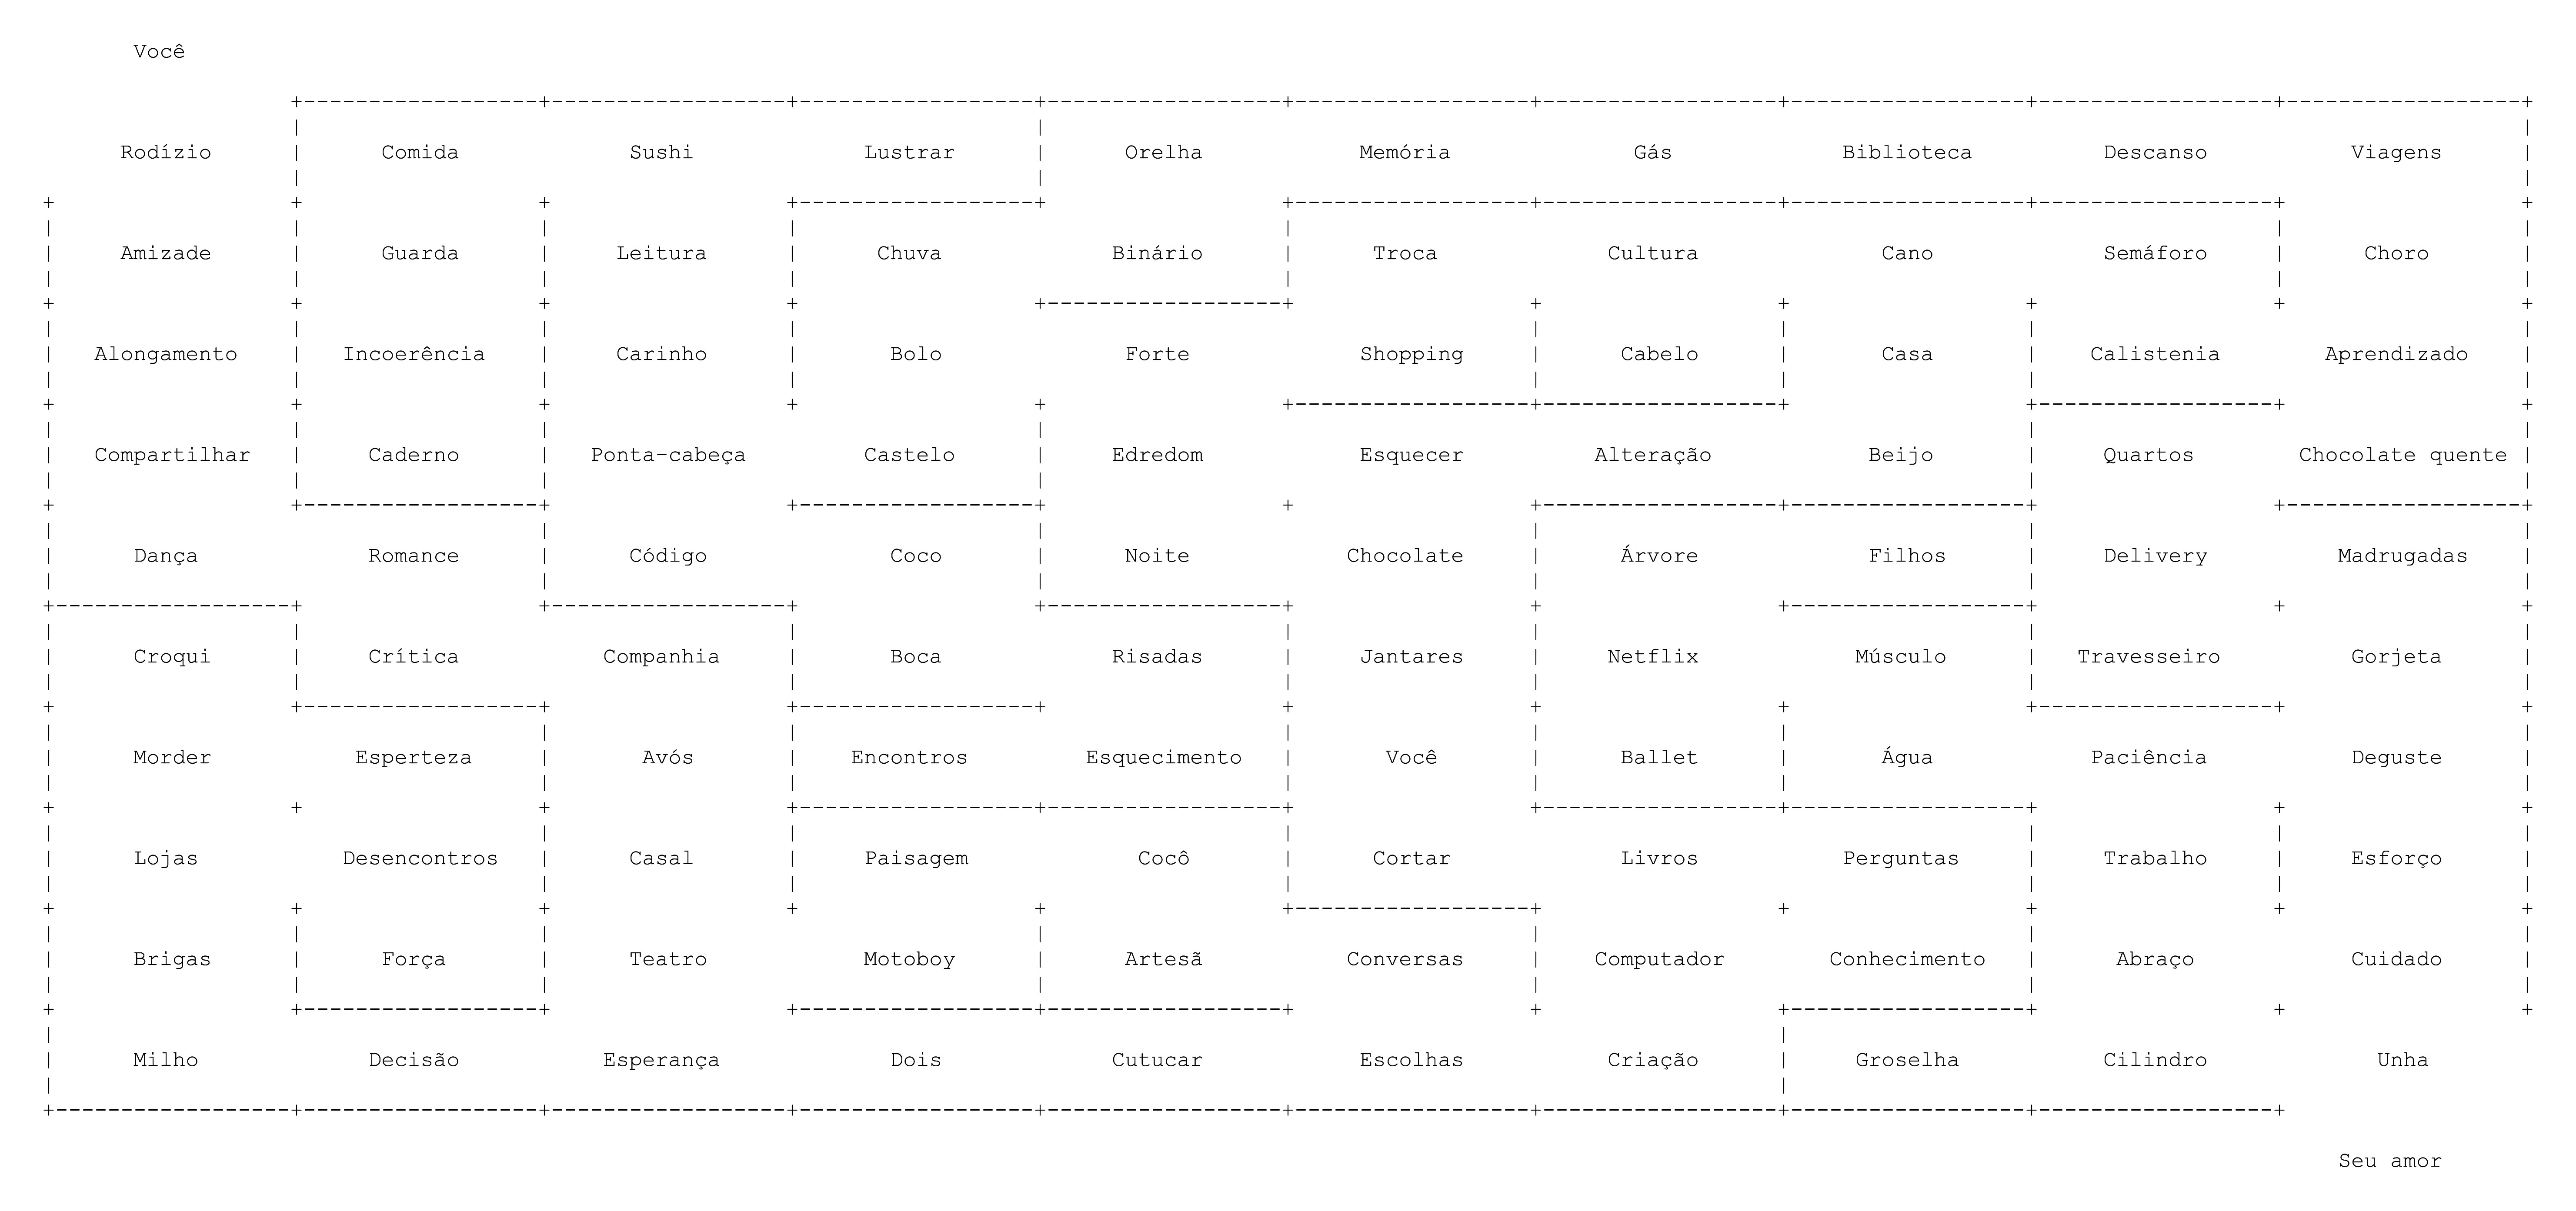 Você
Rodízio Comida Sushi Lustrar Orelha Memória Gás Biblioteca Descanso Viagens
Amizade Guarda Leitura Chuva Binário Troca Cultura Cano Semáforo Choro
Alongamento Incoerência Carinho Bolo Forte Shopping Cabelo Casa Calistenia Aprendizado
Compartilhar Caderno Ponta-cabeça Castelo Edredom Esquecer Alteração Beijo Quartos Chocolate quente
Dança Romance Código Coco Noite Chocolate Árvore Filhos Delivery Madrugadas
Croqui Crítica Companhia Boca Risadas Jantares Netflix Músculo Travesseiro Gorjeta
Morder Esperteza Avós Encontros Esquecimento Você Ballet Água Paciência Deguste
Lojas Desencontros Casal Paisagem Cocô Cortar Livros Perguntas Trabalho Esforço
Brigas Força Teatro Motoboy Artesã Conversas Computador Conhecimento Abraço Cuidado
Milho Decisão Esperança Dois Cutucar Escolhas Criação Groselha Cilindro Unha
Seu amor